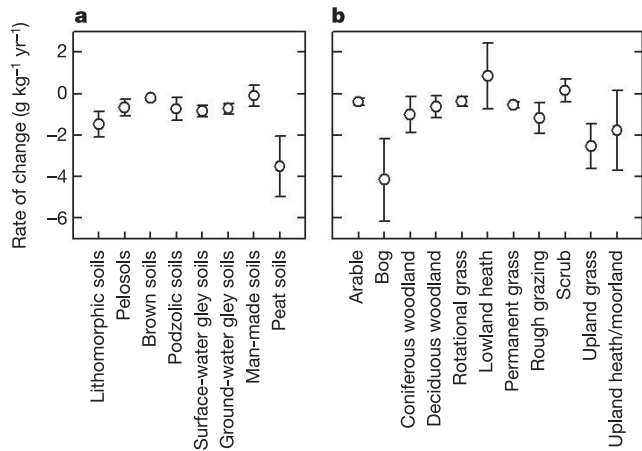 a
b
Rate of change (g kg⁻¹ yr⁻¹)
2
0
−2
−4
−6
Lithomorphic soils
Pelosols
Brown soils
Podzolic soils
Surface-water gley soils
Ground-water gley soils
Man-made soils
Peat soils
Arable
Bog
Coniferous woodland
Deciduous woodland
Rotational grass
Lowland heath
Permanent grass
Rough grazing
Scrub
Upland grass
Upland heath/moorland